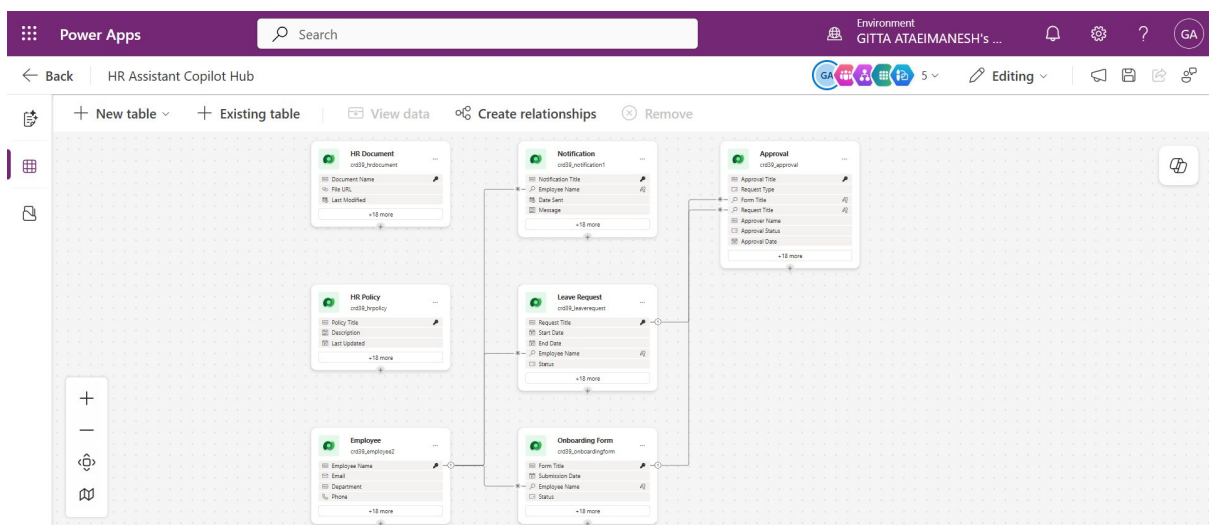 Power Apps
Search
Environment
GITTA ATAEIMANESH's ...
GA
Back
HR Assistant Copilot Hub
GA
5
Editing
New table
Existing table
View data
Create relationships
Remove
HR Document
crd39_hrdocument
Document Name
File URL
Last Modified
+18 more
Notification
crd39_notification1
Notification Title
Employee Name
Date Sent
Message
+18 more
Approval
crd39_approval
Approval Title
Request Type
Form Title
Request Title
Approver Name
Approval Status
Approval Date
+18 more
HR Policy
crd39_hrpolicy
Policy Title
Description
Last Updated
+18 more
Leave Request
crd39_leaverequest
Request Title
Start Date
End Date
Employee Name
Status
+18 more
Employee
crd39_employee2
Employee Name
Email
Department
Phone
+18 more
Onboarding Form
crd39_onboardingform
Form Title
Submission Date
Employee Name
Status
+18 more